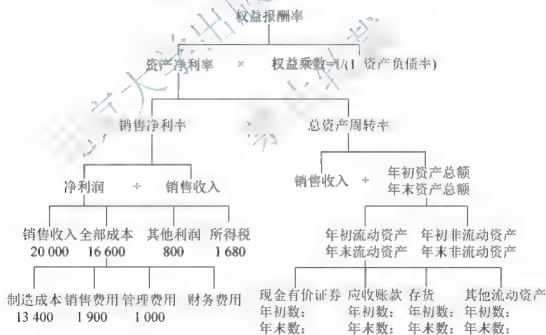 权益报酬率
资产净利率 × 权益乘数=1/(1 资产负债率)
销售净利率 总资产周转率
净利润 ÷ 销售收入 销售收入 ÷ 年初资产总额
年末资产总额
销售收入 全部成本 其他利润 所得税 年初流动资产 年初非流动资产
20 000 16 600 800 1 680 年末流动资产 年末非流动资产
制造成本 销售费用 管理费用 财务费用 现金有价证券 应收账款 存货 其他流动资产
13 400 1 900 1 000 年初数: 年初数: 年初数: 年初数:
年末数: 年末数: 年末数: 年末数: